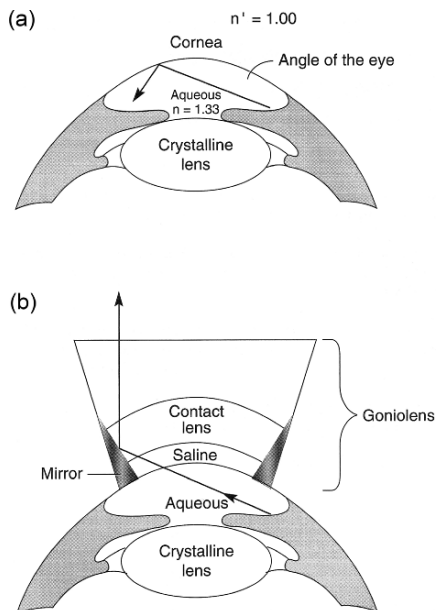 (a)
n' = 1.00
Cornea
Angle of the eye
Aqueous
n = 1.33
Crystalline
lens
(b)
Contact
lens
Goniolens
Saline
Mirror
Aqueous
Crystalline
lens